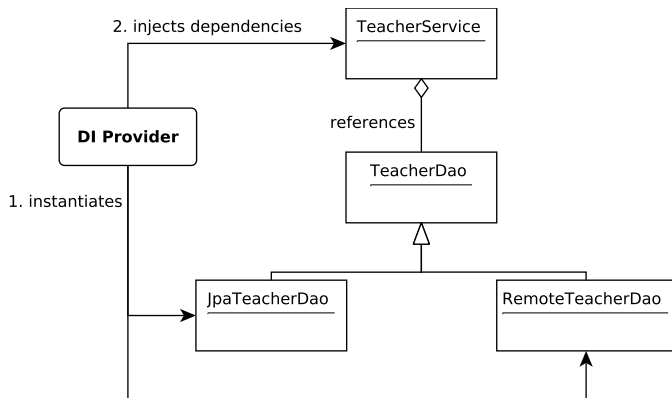 2. injects dependencies
TeacherService
DI Provider
references
TeacherDao
1. instantiates
JpaTeacherDao
RemoteTeacherDao